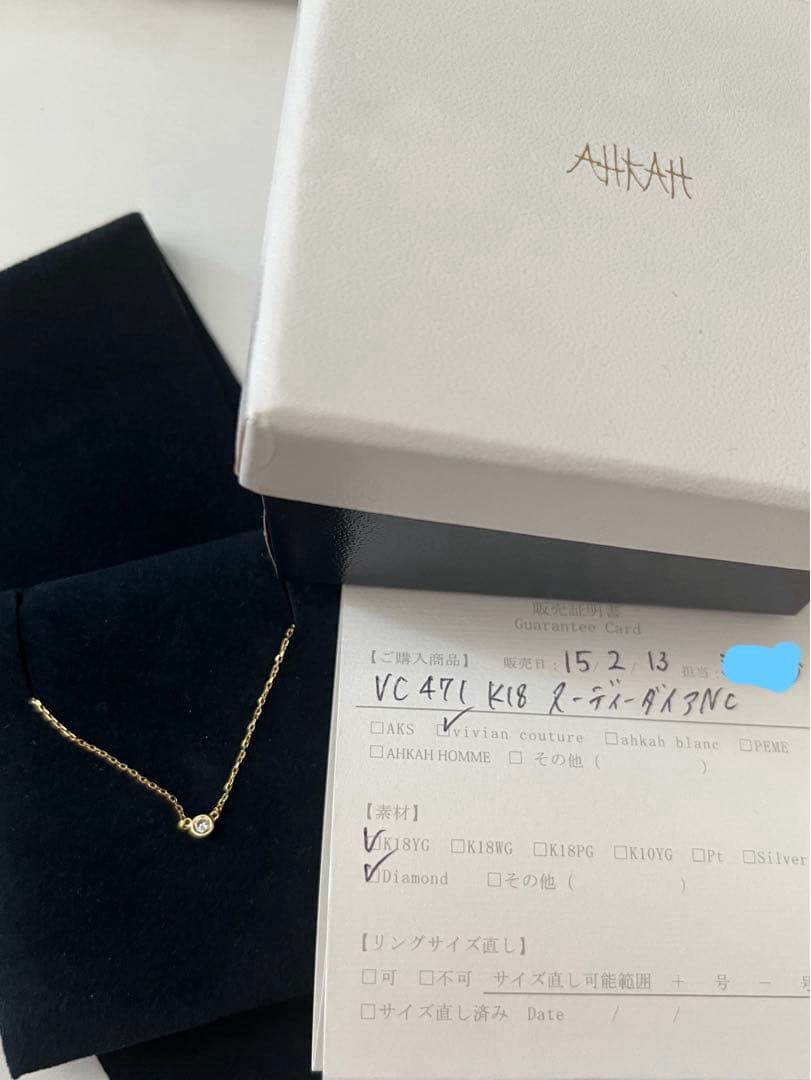 AHKAH
販売証明書
Guarantee Card
【ご購入商品】 販売日: 15/2/13 担当:
VC471 K18 ヌーディーダイアNC
□AKS ☑vivian couture □ahkah blanc □PEME
□AHKAH HOMME □ その他 ( )
【素材】
☑K18YG □K18WG □K18PG □K10YG □Pt □Silver
☑Diamond □その他 ( )
【リングサイズ直し】
□可 □不可 サイズ直し可能範囲 + 号 − 号
□サイズ直し済み Date / /